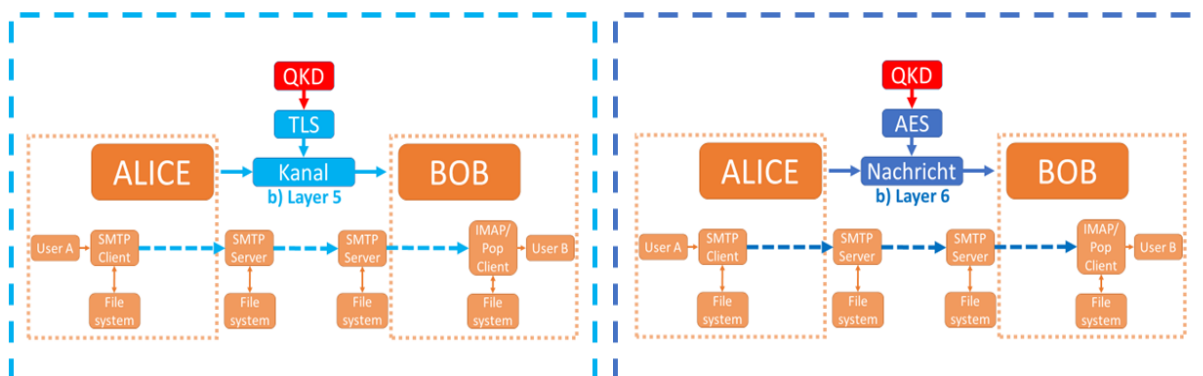 QKD
TLS
ALICE
Kanal
BOB
b) Layer 5
User A
SMTP
Client
SMTP
Server
SMTP
Server
IMAP/
Pop
Client
User B
File
system
File
system
File
system
File
system
QKD
AES
ALICE
Nachricht
BOB
b) Layer 6
User A
SMTP
Client
SMTP
Server
SMTP
Server
IMAP/
Pop
Client
User B
File
system
File
system
File
system
File
system